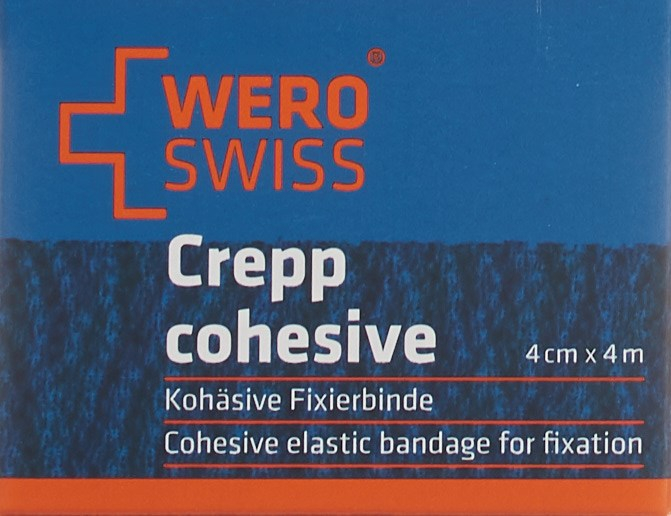 WERO®
SWISS
Crepp
cohesive
4 cm x 4 m
Kohäsive Fixierbinde
Cohesive elastic bandage for fixation